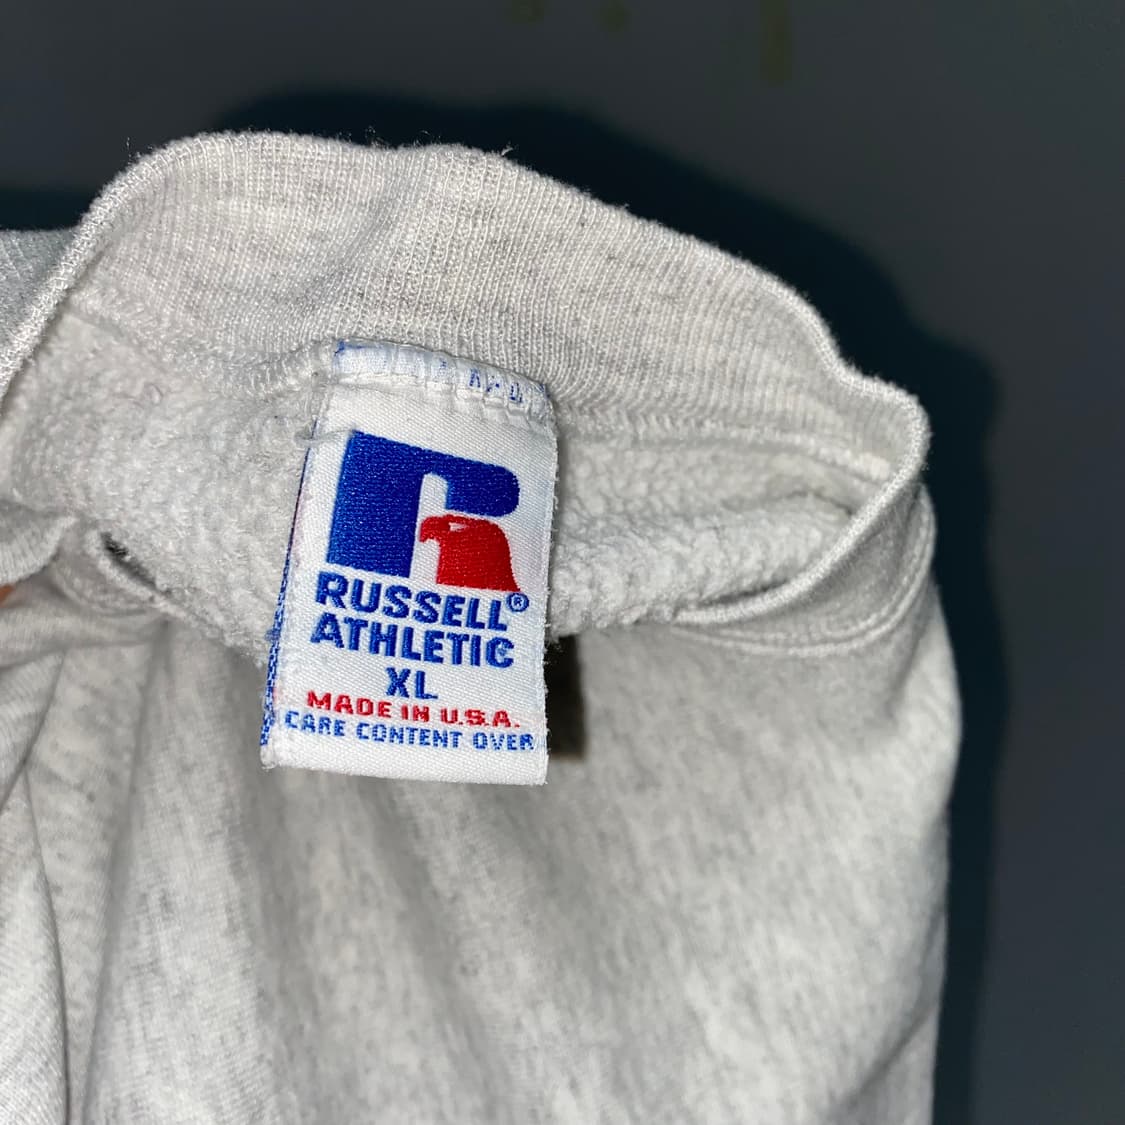 RUSSELL®
ATHLETIC
XL
MADE IN U.S.A.
CARE CONTENT OVER